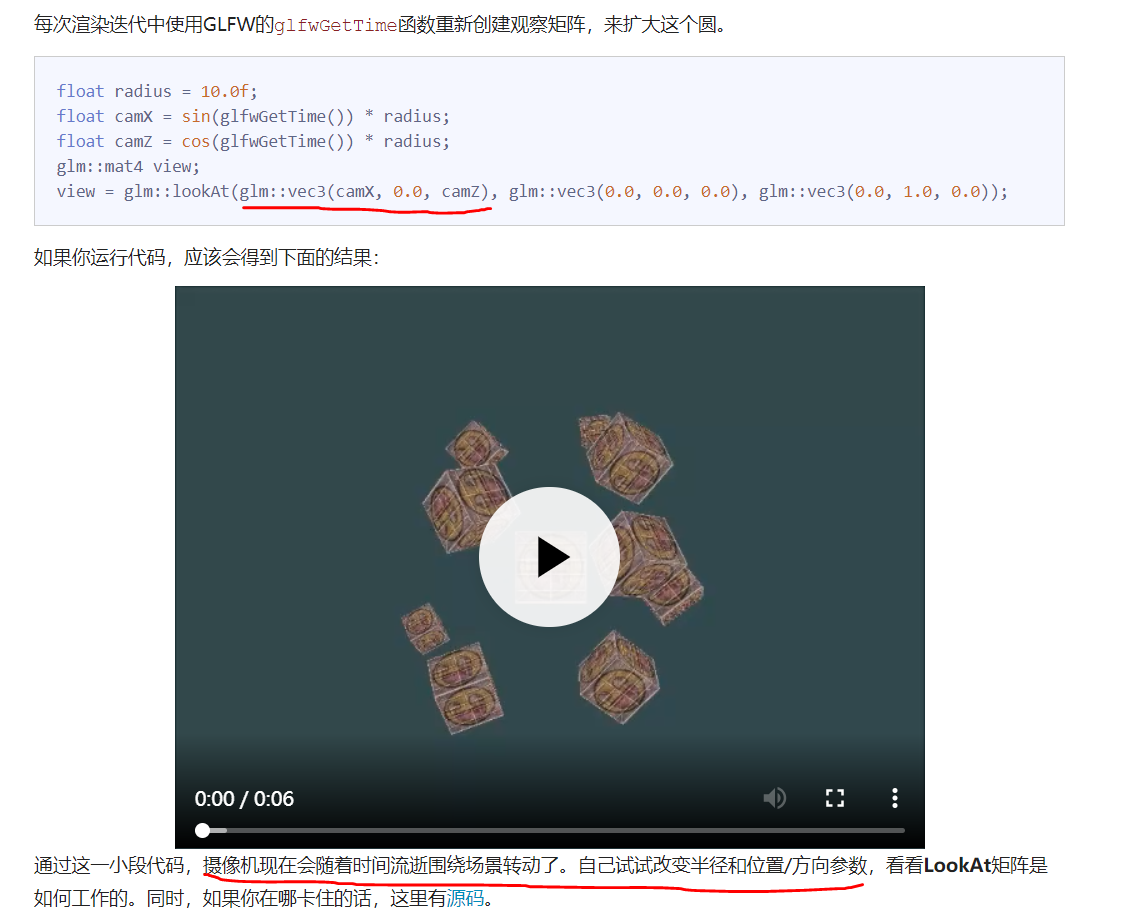 每次渲染迭代中使用GLFW的glfwGetTime函数重新创建观察矩阵，来扩大这个圆。
float radius = 10.0f;
float camX = sin(glfwGetTime()) * radius;
float camZ = cos(glfwGetTime()) * radius;
glm::mat4 view;
view = glm::lookAt(glm::vec3(camX, 0.0, camZ), glm::vec3(0.0, 0.0, 0.0), glm::vec3(0.0, 1.0, 0.0));
如果你运行代码，应该会得到下面的结果：
0:00 / 0:06
通过这一小段代码，摄像机现在会随着时间流逝围绕场景转动了。自己试试改变半径和位置/方向参数，看看LookAt矩阵是
如何工作的。同时，如果你在哪卡住的话，这里有源码。